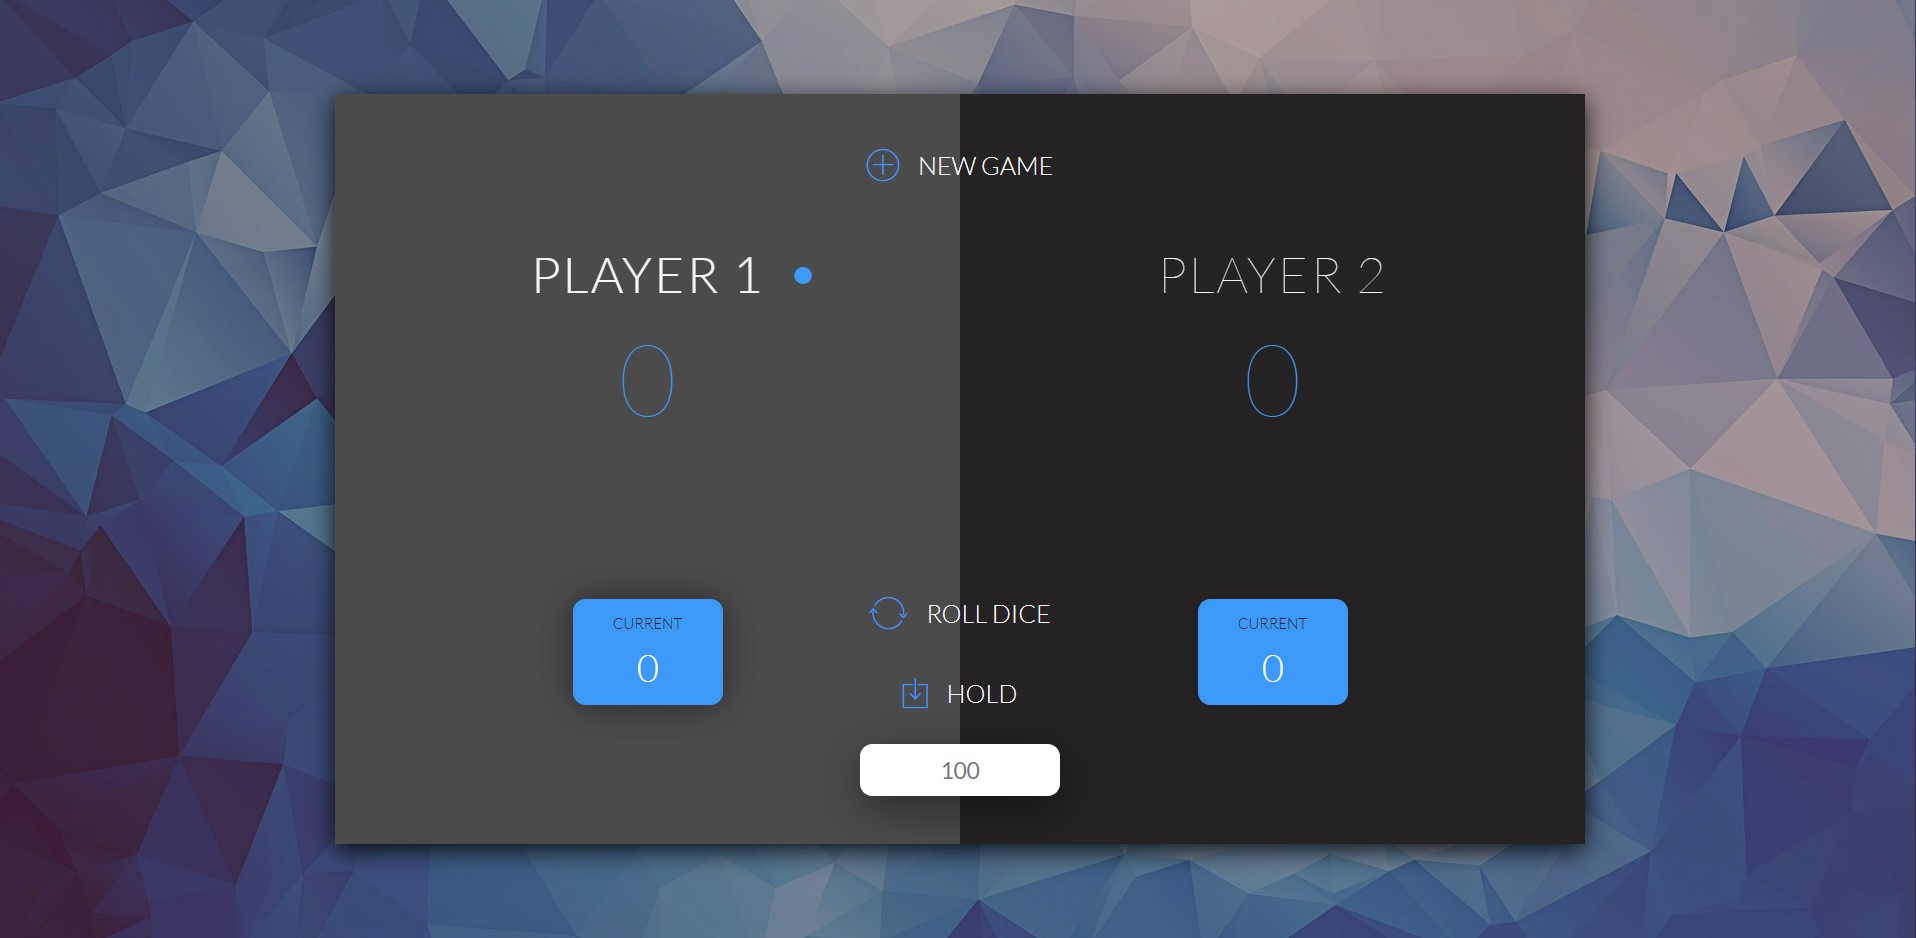 NEW GAME
PLAYER 1
PLAYER 2
0
0
CURRENT
0
ROLL DICE
CURRENT
0
HOLD
100